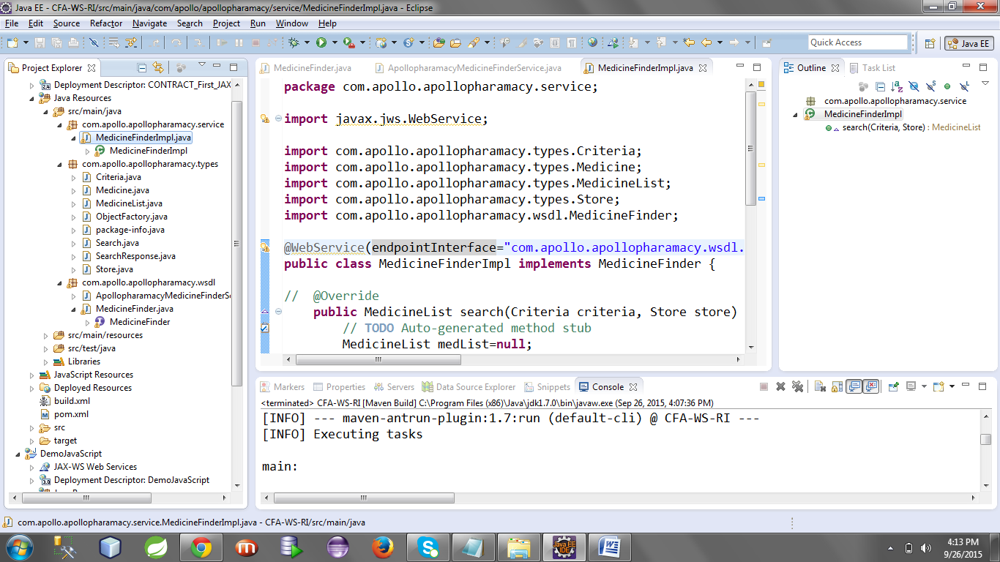 Java EE - CFA-WS-RI/src/main/java/com/apollo/apollopharamacy/service/MedicineFinderImpl.java - Eclipse
File Edit Source Refactor Navigate Search Project Run Window Help
Quick Access
Java EE
Project Explorer
Deployment Descriptor: CONTRACT_First_JAX
Java Resources
src/main/java
com.apollo.apollopharamacy.service
MedicineFinderImpl.java
MedicineFinderImpl
com.apollo.apollopharamacy.types
Criteria.java
Medicine.java
MedicineList.java
ObjectFactory.java
package-info.java
Search.java
SearchResponse.java
Store.java
com.apollo.apollopharamacy.wsdl
ApollopharamacyMedicineFinderSe
MedicineFinder.java
MedicineFinder
src/main/resources
src/test/java
Libraries
JavaScript Resources
Deployed Resources
build.xml
pom.xml
src
target
DemoJavaScript
JAX-WS Web Services
Deployment Descriptor: DemoJavaScript
MedicineFinder.java ApollopharamacyMedicineFinderService.java MedicineFinderImpl.java
package com.apollo.apollopharamacy.service;
import javax.jws.WebService;
import com.apollo.apollopharamacy.types.Criteria;
import com.apollo.apollopharamacy.types.Medicine;
import com.apollo.apollopharamacy.types.MedicineList;
import com.apollo.apollopharamacy.types.Store;
import com.apollo.apollopharamacy.wsdl.MedicineFinder;
@WebService(endpointInterface="com.apollo.apollopharamacy.wsdl.
public class MedicineFinderImpl implements MedicineFinder {
// @Override
public MedicineList search(Criteria criteria, Store store)
// TODO Auto-generated method stub
MedicineList medList=null;
Outline Task List
com.apollo.apollopharamacy.service
MedicineFinderImpl
search(Criteria, Store) : MedicineList
Markers Properties Servers Data Source Explorer Snippets Console
<terminated> CFA-WS-RI [Maven Build] C:\Program Files (x86)\Java\jdk1.7.0\bin\javaw.exe (Sep 26, 2015, 4:07:36 PM)
[INFO] --- maven-antrun-plugin:1.7:run (default-cli) @ CFA-WS-RI ---
[INFO] Executing tasks
main:
com.apollo.apollopharamacy.service.MedicineFinderImpl.java - CFA-WS-RI/src/main/java
Java EE
IDE
4:13 PM
9/26/2015